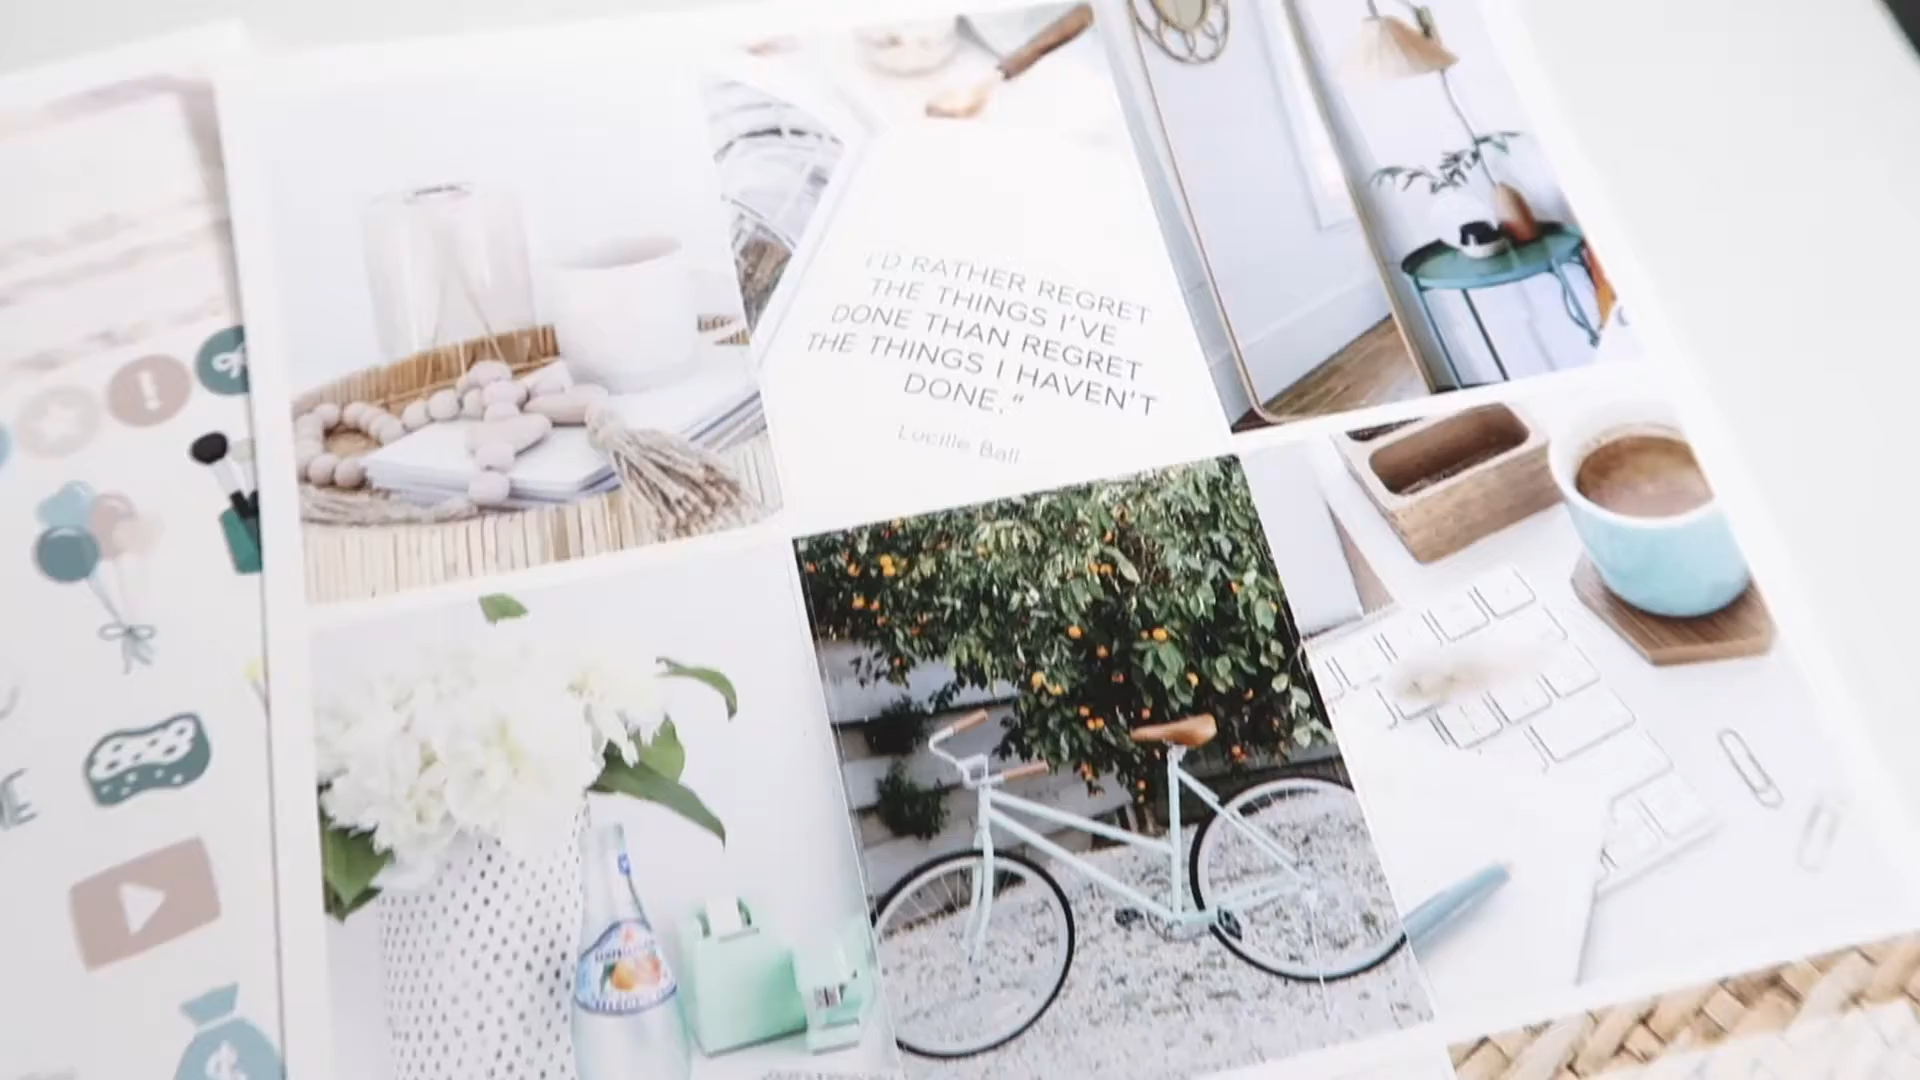 I'D RATHER REGRET
THE THINGS I'VE
DONE THAN REGRET
THE THINGS I HAVEN'T
DONE."
Lucille Ball